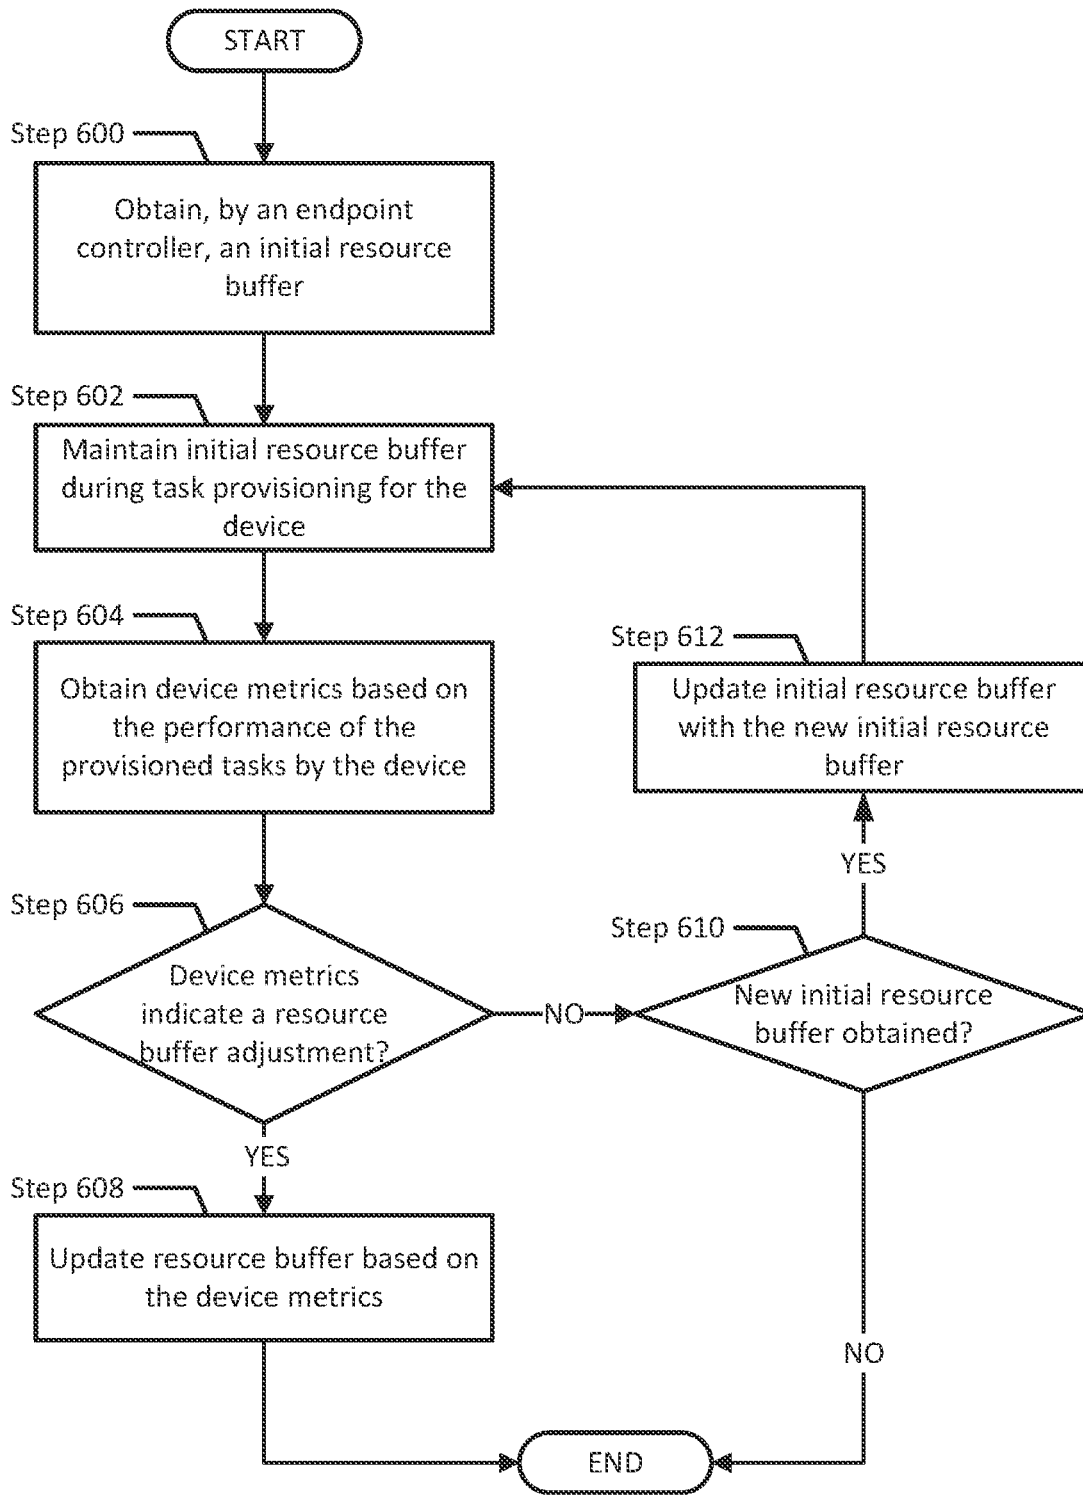 START
Step 600
Obtain, by an endpoint
controller, an initial resource
buffer
Step 602
Maintain initial resource buffer
during task provisioning for the
device
Step 604
Obtain device metrics based on
the performance of the
provisioned tasks by the device
Step 612
Update initial resource buffer
with the new initial resource
buffer
YES
Step 606
Device metrics
indicate a resource
buffer adjustment?
NO
Step 610
New initial resource
buffer obtained?
YES
Step 608
Update resource buffer based on
the device metrics
NO
END